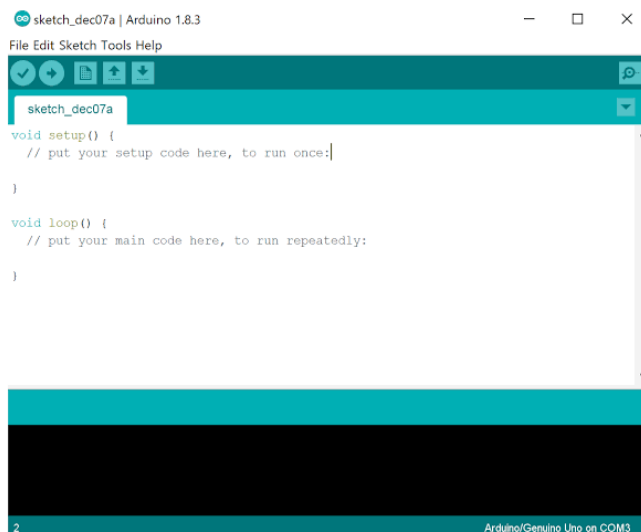 sketch_dec07a | Arduino 1.8.3
File Edit Sketch Tools Help
sketch_dec07a
void setup() {
  // put your setup code here, to run once:

}

void loop() {
  // put your main code here, to run repeatedly:

}
2
Arduino/Genuino Uno on COM3